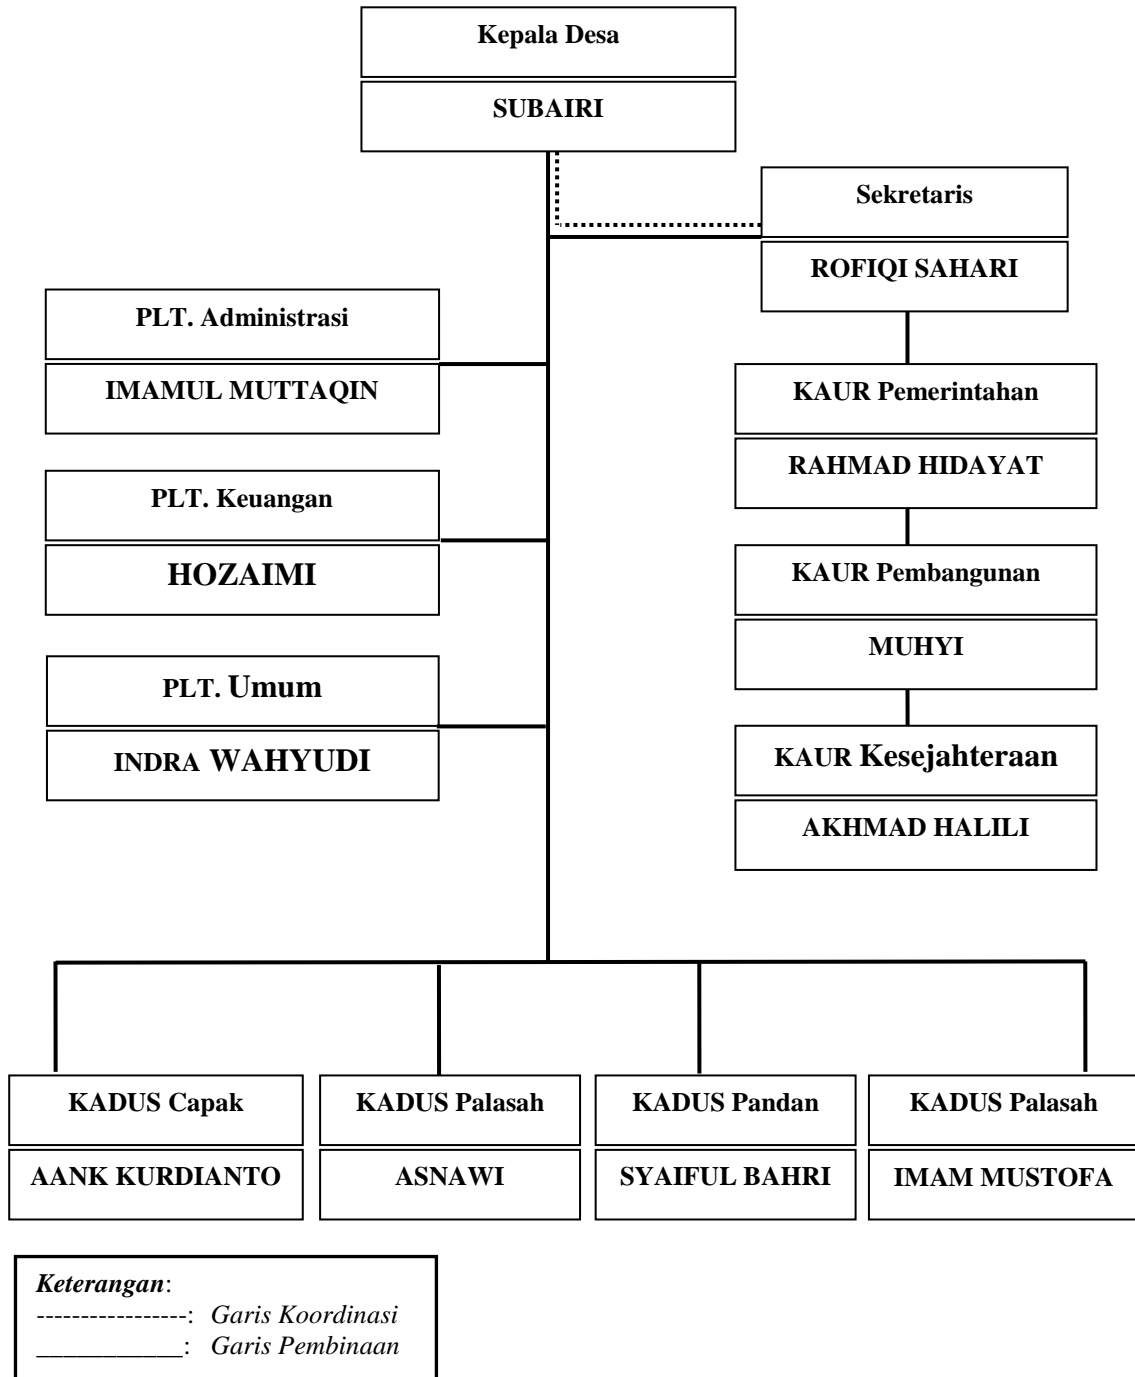 Kepala Desa
SUBAIRI
Sekretaris
ROFIQI SAHARI
PLT. Administrasi
IMAMUL MUTTAQIN
KAUR Pemerintahan
RAHMAD HIDAYAT
PLT. Keuangan
HOZAIMI
KAUR Pembangunan
MUHYI
PLT. Umum
INDRA WAHYUDI
KAUR Kesejahteraan
AKHMAD HALILI
KADUS Capak
AANK KURDIANTO
KADUS Palasah
ASNAWI
KADUS Pandan
SYAIFUL BAHRI
KADUS Palasah
IMAM MUSTOFA
Keterangan:
-----------------: Garis Koordinasi
___________: Garis Pembinaan